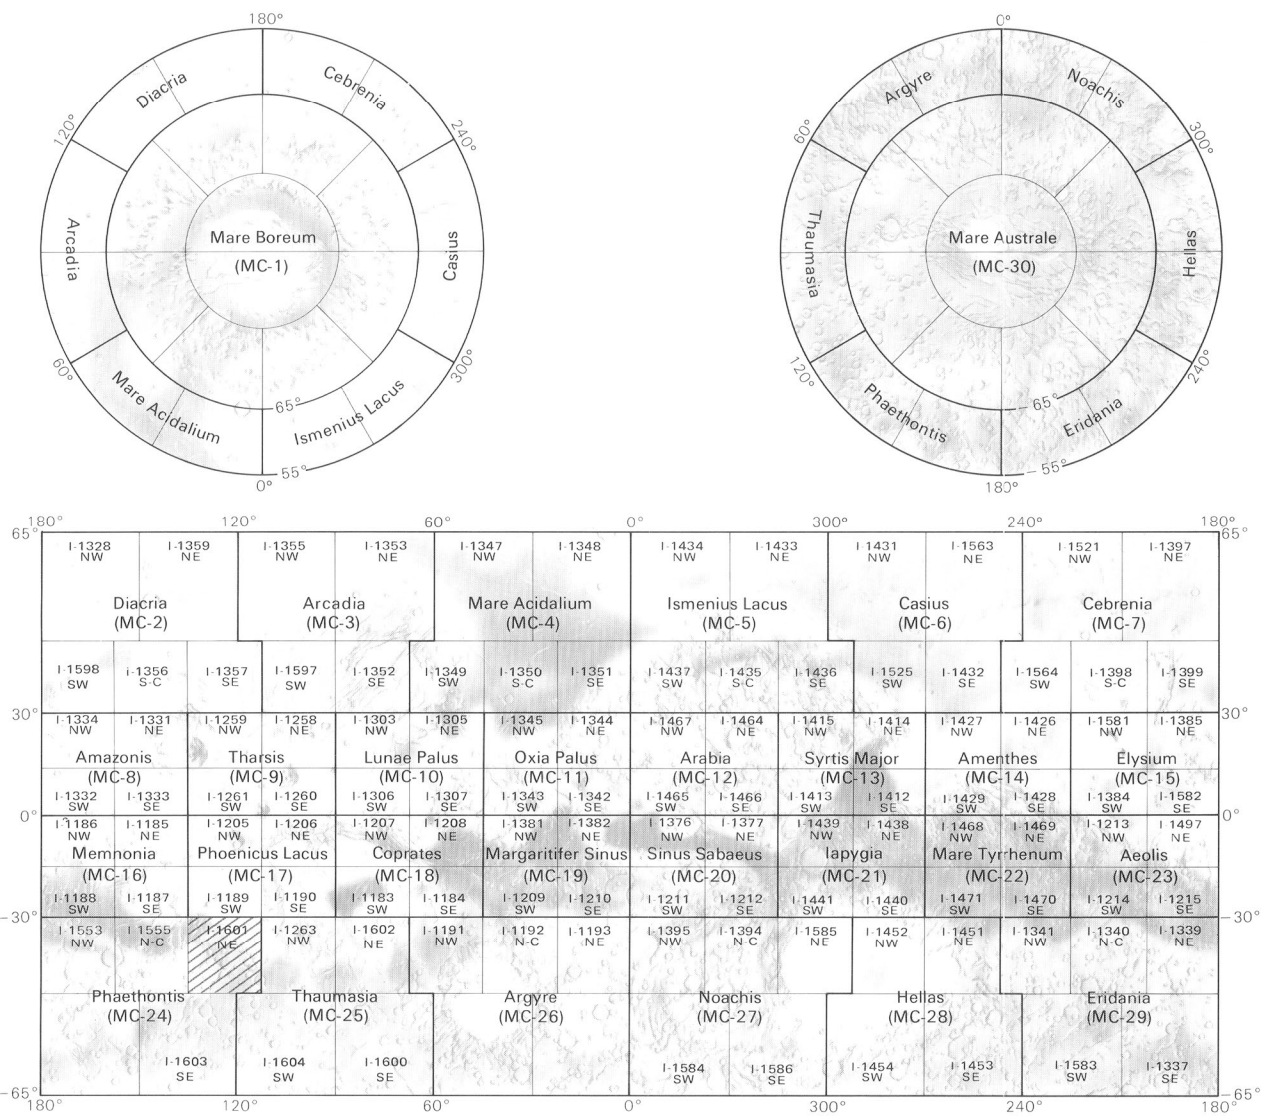 180°
0°
Diacria
Cebrenia
Argyre
Noachis
120°
240°
60°
300°
Arcadia
Mare Boreum
(MC-1)
Casius
Thaumasia
Mare Australe
(MC-30)
Hellas
60°
300°
120°
240°
Mare Acidalium
Ismenius Lacus
Phaethontis
Eridania
65°
-65°
55°
-55°
0°
180°
180° 120° 60° 0° 300° 240° 180°
65° 65°
I-1328 I-1359 I-1355 I-1353 I-1347 I-1348 I-1434 I-1433 I-1431 I-1563 I-1521 I-1397
NW NE NW NE NW NE NW NE NW NE NW NE
Diacria Arcadia Mare Acidalium Ismenius Lacus Casius Cebrenia
(MC-2) (MC-3) (MC-4) (MC-5) (MC-6) (MC-7)
I-1598 I-1356 I-1357 I-1597 I-1352 I-1349 I-1350 I-1351 I-1437 I-1435 I-1436 I-1525 I-1432 I-1564 I-1398 I-1399
SW S-C SE SW SE SW S-C SE SW S-C SE SW SE SW S-C SE
30° 30°
I-1334 I-1331 I-1259 I-1258 I-1303 I-1305 I-1345 I-1344 I-1467 I-1464 I-1415 I-1414 I-1427 I-1426 I-1581 I-1385
NW NE NW NE NW NE NW NE NW NE NW NE NW NE NW NE
Amazonis Tharsis Lunae Palus Oxia Palus Arabia Syrtis Major Amenthes Elysium
(MC-8) (MC-9) (MC-10) (MC-11) (MC-12) (MC-13) (MC-14) (MC-15)
I-1332 I-1333 I-1261 I-1260 I-1306 I-1307 I-1343 I-1342 I-1465 I-1466 I-1413 I-1412 I-1429 I-1428 I-1384 I-1582
SW SE SW SE SW SE SW SE SW SE SW SE SW SE SW SE
0° 0°
I-1186 I-1185 I-1205 I-1206 I-1207 I-1208 I-1381 I-1382 I-1376 I-1377 I-1439 I-1438 I-1468 I-1469 I-1213 I-1497
NW NE NW NE NW NE NW NE NW NE NW NE NW NE NW NE
Memnonia Phoenicus Lacus Coprates Margaritifer Sinus Sinus Sabaeus Iapygia Mare Tyrrhenum Aeolis
(MC-16) (MC-17) (MC-18) (MC-19) (MC-20) (MC-21) (MC-22) (MC-23)
I-1188 I-1187 I-1189 I-1190 I-1183 I-1184 I-1209 I-1210 I-1211 I-1212 I-1441 I-1440 I-1471 I-1470 I-1214 I-1215
SW SE SW SE SW SE SW SE SW SE SW SE SW SE SW SE
-30° -30°
I-1553 I-1555 I-1601 I-1263 I-1602 I-1191 I-1192 I-1193 I-1395 I-1394 I-1585 I-1452 I-1451 I-1341 I-1340 I-1339
NW N-C NE NW NE NW N-C NE NW N-C NE NW NE NW N-C NE
Phaethontis Thaumasia Argyre Noachis Hellas Eridania
(MC-24) (MC-25) (MC-26) (MC-27) (MC-28) (MC-29)
I-1603 I-1604 I-1600 I-1584 I-1586 I-1454 I-1453 I-1583 I-1337
SE SW SE SW SE SW SE SW SE
-65° -65°
180° 120° 60° 0° 300° 240° 180°